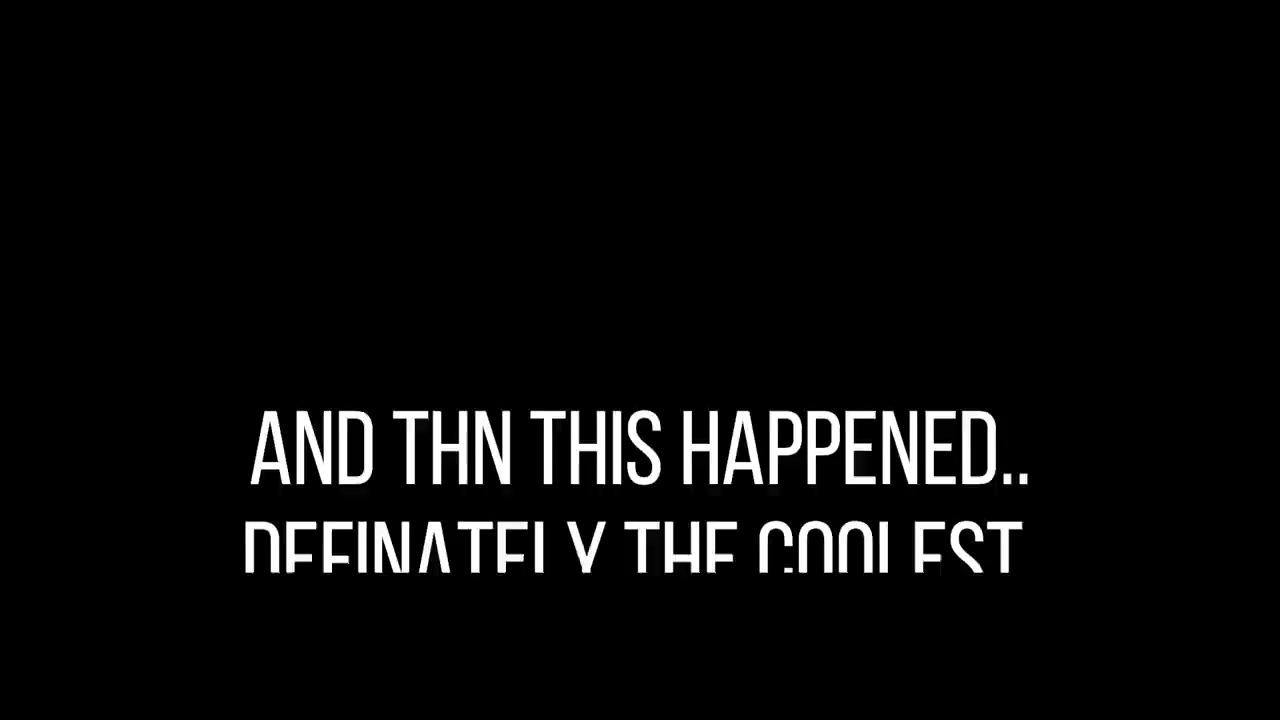 AND THN THIS HAPPENED..
DEFINATELY THE COOLEST